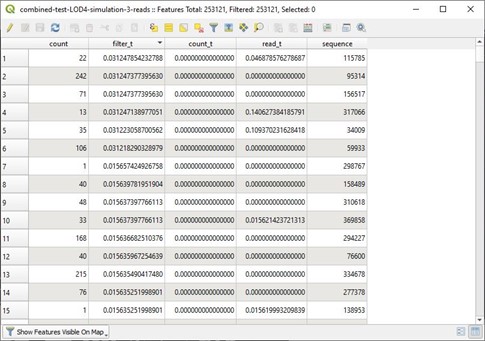 combined-test-LOD4-simulation-3-reads :: Features Total: 253121, Filtered: 253121, Selected: 0
count filter_t count_t read_t sequence
1 22 0.031247854232788 0.000000000000000 0.046878576278687 115785
2 242 0.031247377395630 0.000000000000000 0.000000000000000 95314
3 71 0.031247377395630 0.000000000000000 0.000000000000000 156517
4 13 0.031247138977051 0.000000000000000 0.140627384185791 317066
5 35 0.031223058700562 0.000000000000000 0.109370231628418 34009
6 106 0.031218290328979 0.000000000000000 0.000000000000000 59933
7 1 0.015657424926758 0.000000000000000 0.000000000000000 298767
8 40 0.015639781951904 0.000000000000000 0.000000000000000 158489
9 48 0.015637397766113 0.000000000000000 0.000000000000000 310618
10 33 0.015637397766113 0.000000000000000 0.015621423721313 369858
11 168 0.015636682510376 0.000000000000000 0.000000000000000 294227
12 40 0.015635967254639 0.000000000000000 0.000000000000000 76600
13 215 0.015635490417480 0.000000000000000 0.000000000000000 334678
14 76 0.015635251998901 0.000000000000000 0.000000000000000 277378
15 1 0.015635251998901 0.000000000000000 0.015619993209839 138953
Show Features Visible On Map